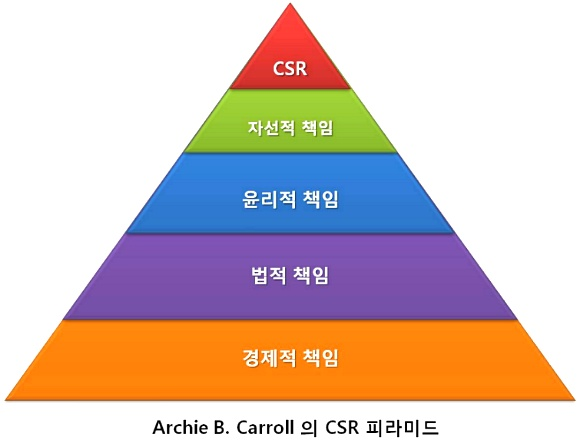 CSR
자선적 책임
윤리적 책임
법적 책임
경제적 책임
Archie B. Carroll 의 CSR 피라미드